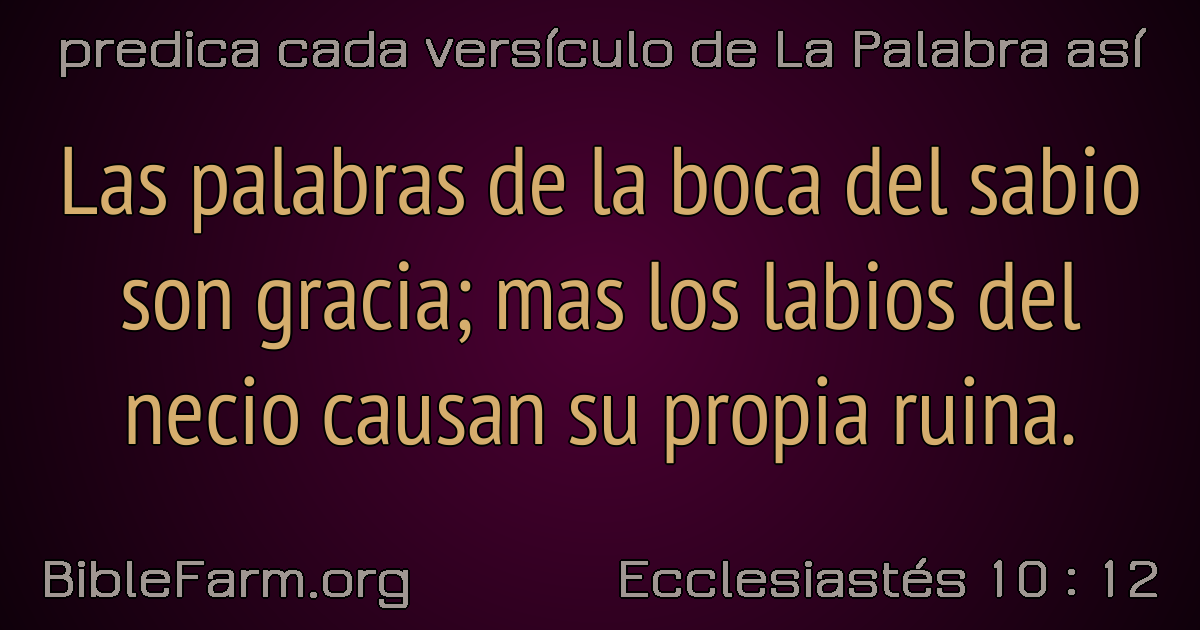 predica cada versículo de La Palabra así
Las palabras de la boca del sabio
son gracia; mas los labios del
necio causan su propia ruina.
BibleFarm.org
Ecclesiastés 10 : 12